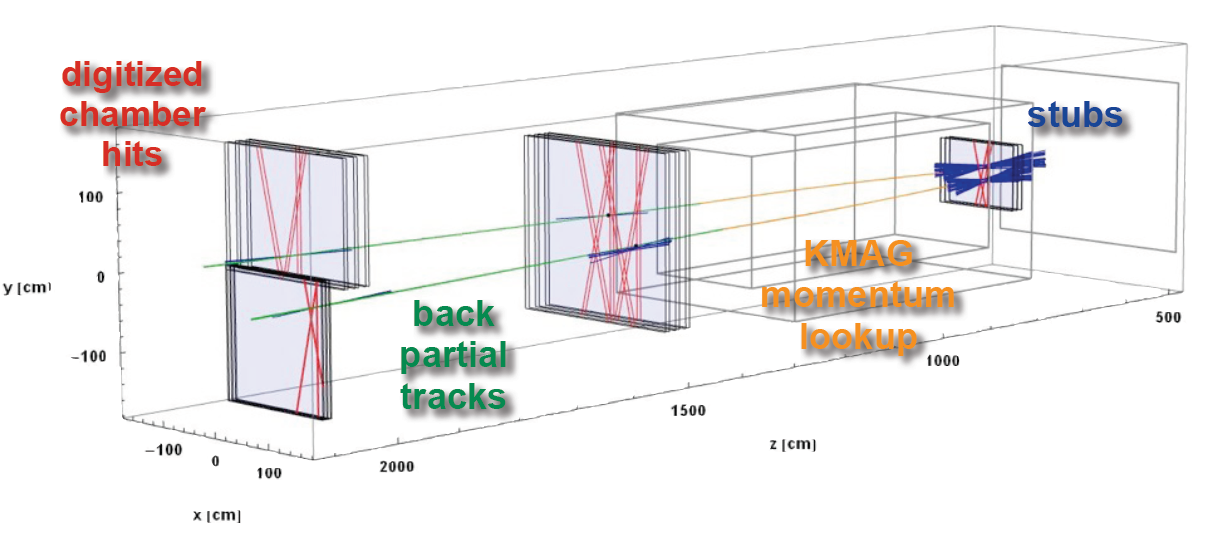 digitized
chamber
hits
stubs
KMAG
momentum
lookup
back
partial
tracks
100
0
−100
y [cm]
−100
0
100
x [cm]
2000
1500
1000
500
z [cm]